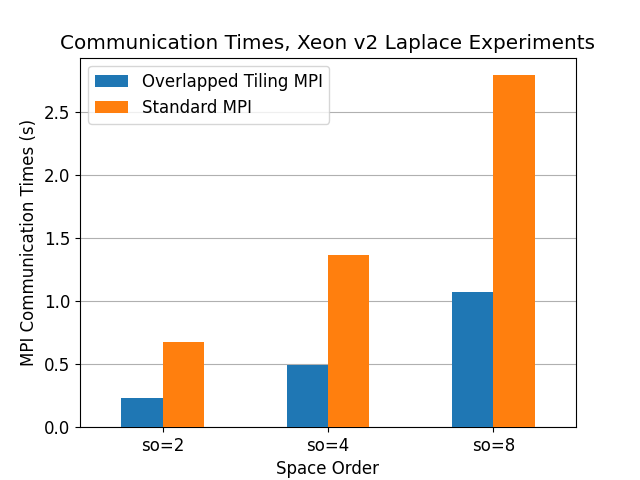 Communication Times, Xeon v2 Laplace Experiments
Overlapped Tiling MPI
Standard MPI
MPI Communication Times (s)
2.5
2.0
1.5
1.0
0.5
0.0
so=2
so=4
so=8
Space Order